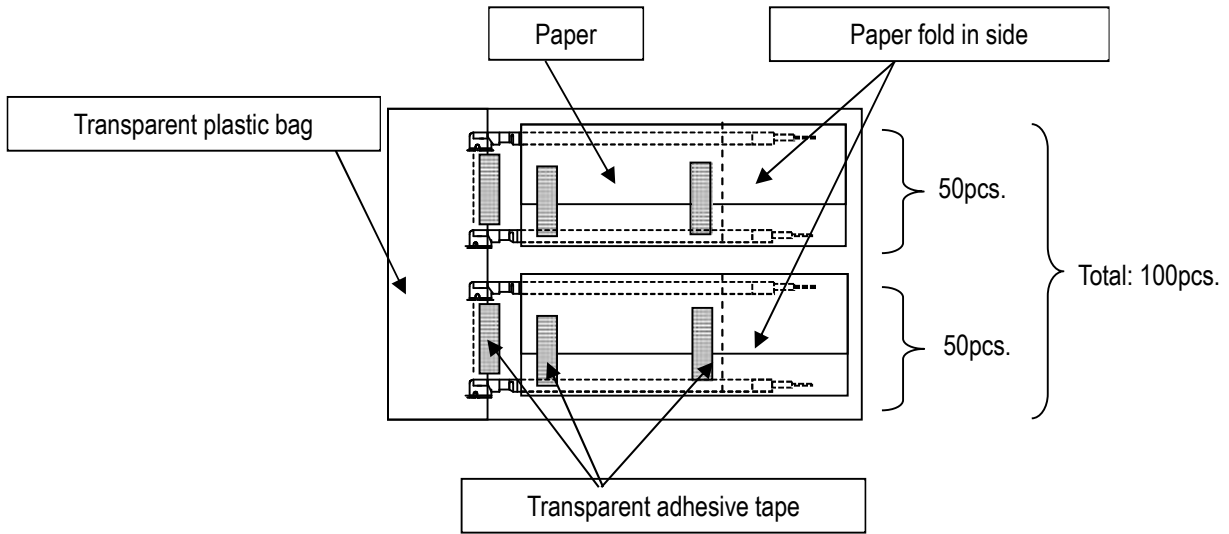 Paper
Paper fold in side
Transparent plastic bag
50pcs.
Total: 100pcs.
50pcs.
Transparent adhesive tape